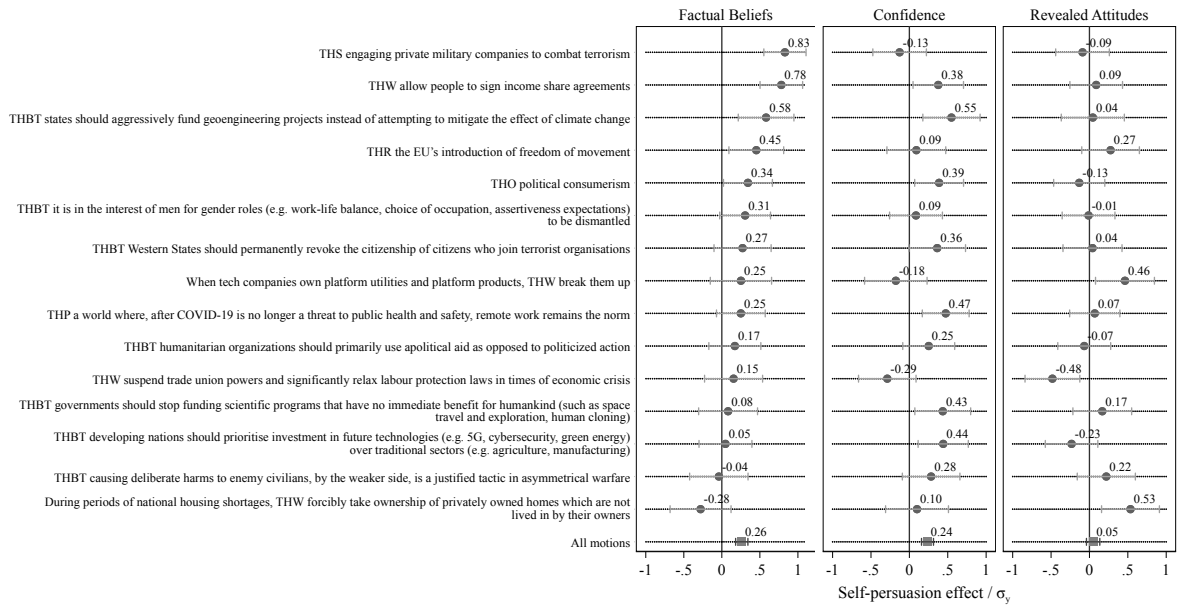 Factual Beliefs Confidence Revealed Attitudes
THS engaging private military companies to combat terrorism 0.83 -0.13 -0.09
THW allow people to sign income share agreements 0.78 0.38 0.09
THBT states should aggressively fund geoengineering projects instead of attempting to mitigate the effect of climate change 0.58 0.55 0.04
THR the EU's introduction of freedom of movement 0.45 0.09 0.27
THO political consumerism 0.34 0.39 -0.13
THBT it is in the interest of men for gender roles (e.g. work-life balance, choice of occupation, assertiveness expectations)
to be dismantled 0.31 0.09 -0.01
THBT Western States should permanently revoke the citizenship of citizens who join terrorist organisations 0.27 0.36 0.04
When tech companies own platform utilities and platform products, THW break them up 0.25 -0.18 0.46
THP a world where, after COVID-19 is no longer a threat to public health and safety, remote work remains the norm 0.25 0.47 0.07
THBT humanitarian organizations should primarily use apolitical aid as opposed to politicized action 0.17 0.25 -0.07
THW suspend trade union powers and significantly relax labour protection laws in times of economic crisis 0.15 -0.29 -0.48
THBT governments should stop funding scientific programs that have no immediate benefit for humankind (such as space
travel and exploration, human cloning) 0.08 0.43 0.17
THBT developing nations should prioritise investment in future technologies (e.g. 5G, cybersecurity, green energy)
over traditional sectors (e.g. agriculture, manufacturing) 0.05 0.44 -0.23
THBT causing deliberate harms to enemy civilians, by the weaker side, is a justified tactic in asymmetrical warfare -0.04 0.28 0.22
During periods of national housing shortages, THW forcibly take ownership of privately owned homes which are not
lived in by their owners -0.28 0.10 0.53
All motions 0.26 0.24 0.05
-1 -.5 0 .5 1 -1 -.5 0 .5 1 -1 -.5 0 .5 1
Self-persuasion effect / σy